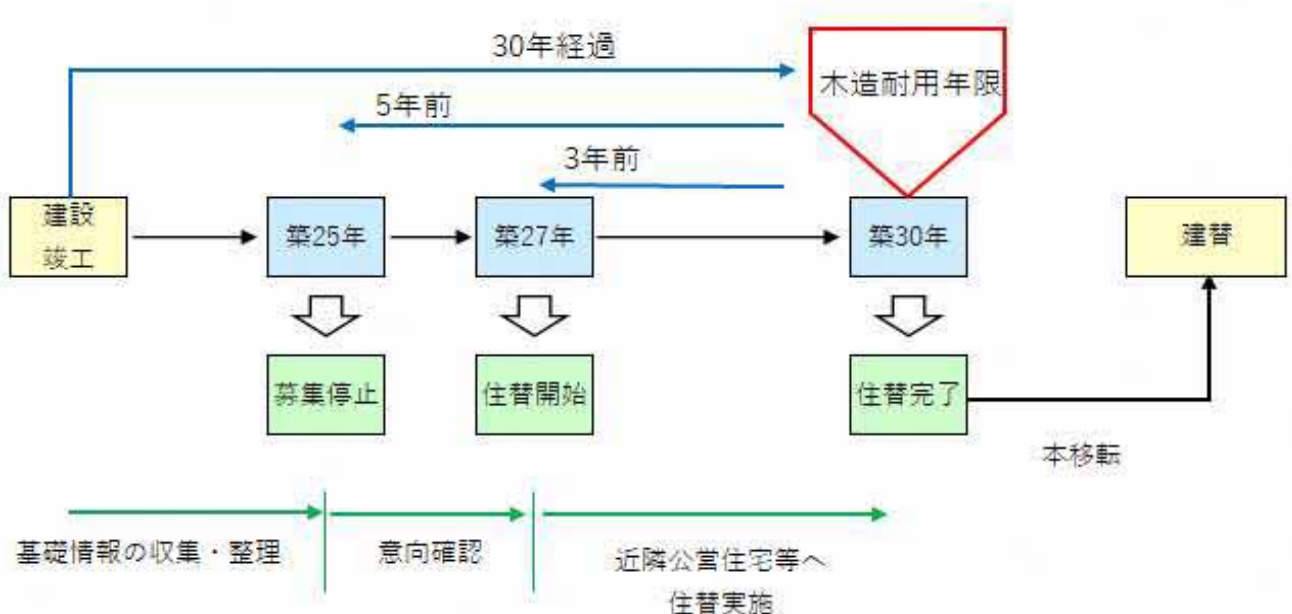 30年経過
木造耐用年限
5年前
3年前
建設
竣工
築25年
築27年
築30年
建替
募集停止
住替開始
住替完了
本移転
基礎情報の収集・整理
意向確認
近隣公営住宅等へ
住替実施